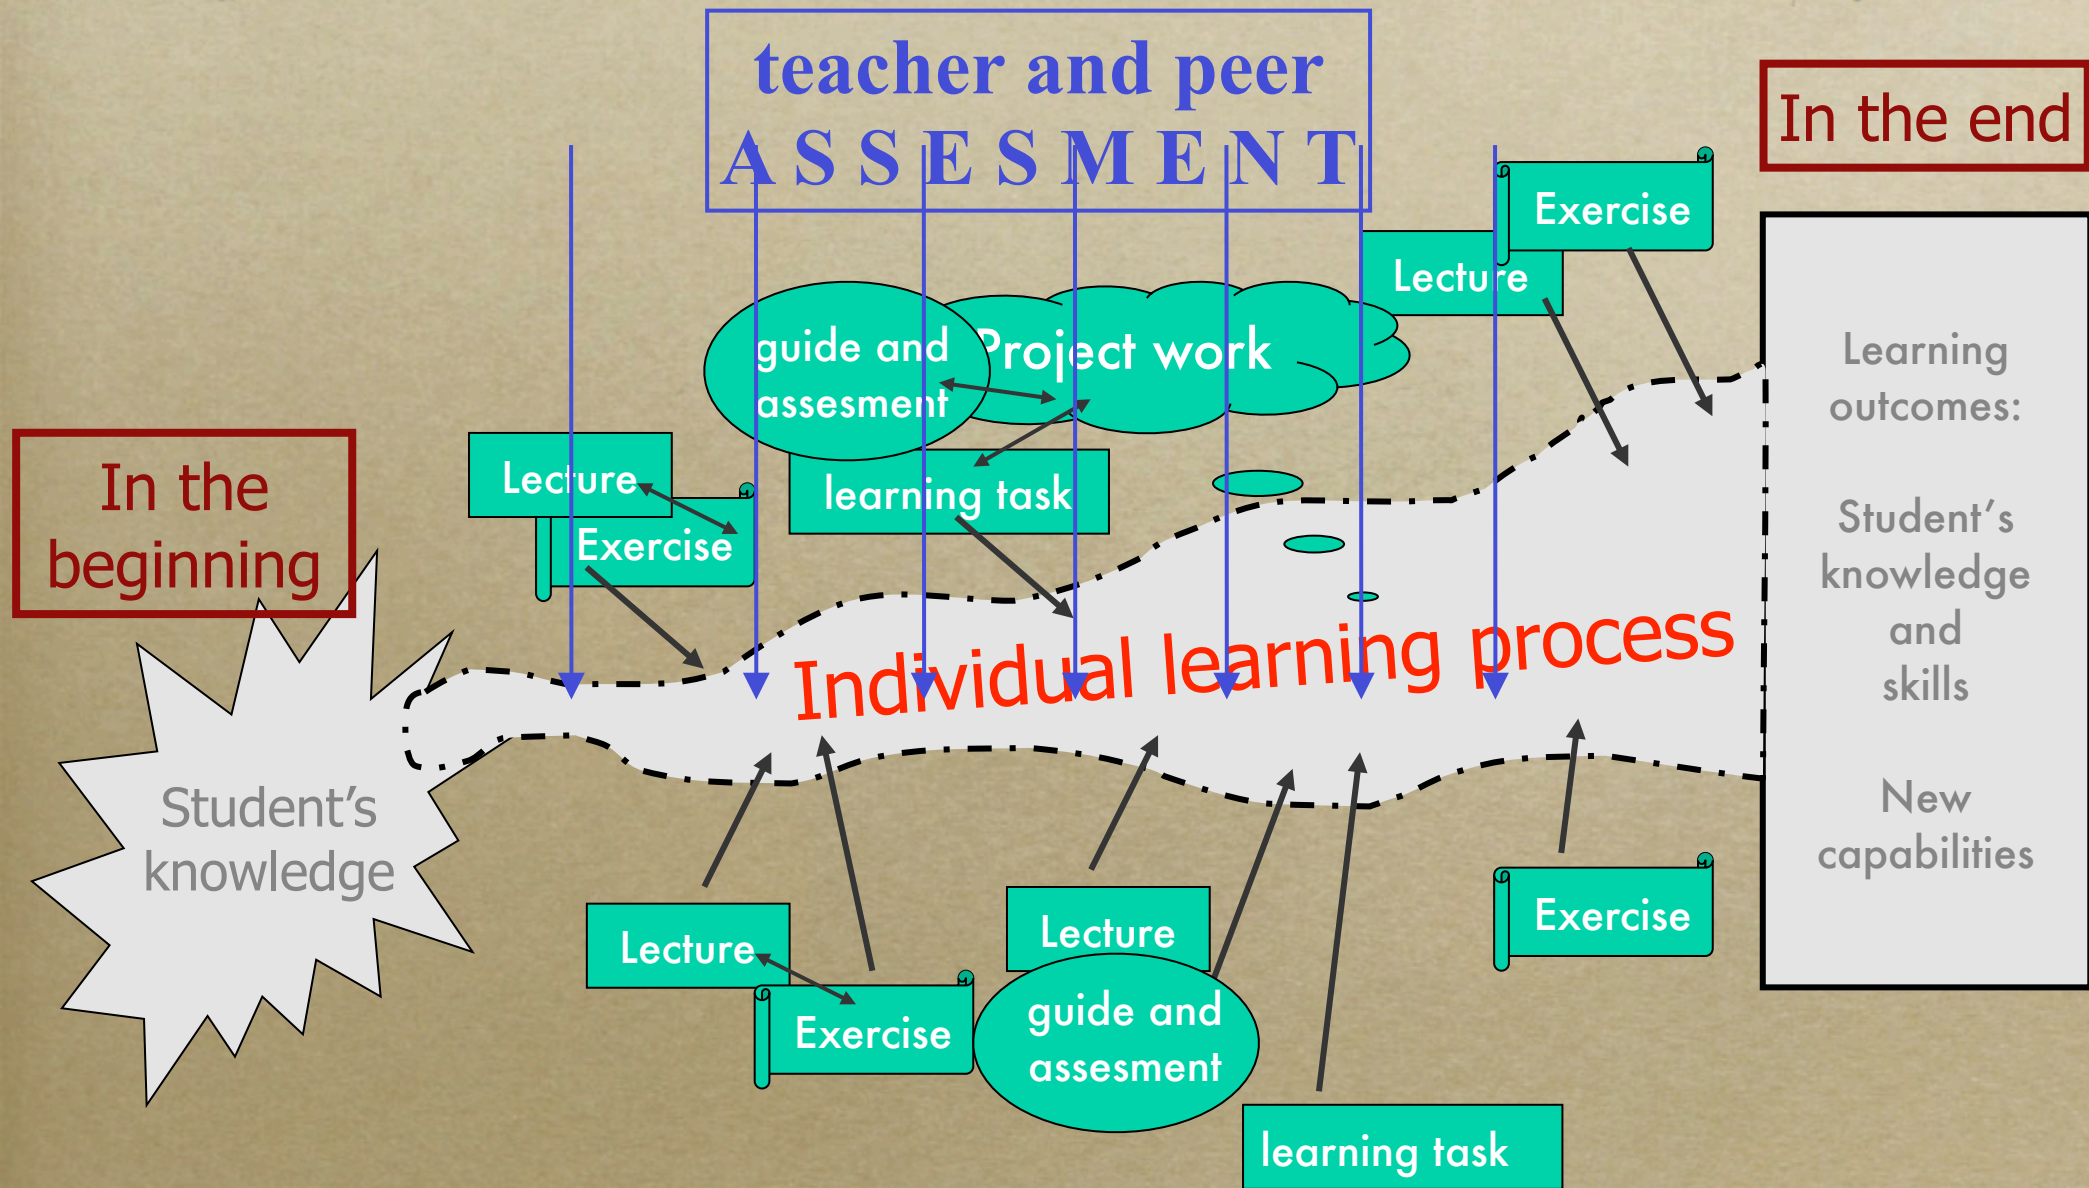 teacher and peer
ASSESMENT
In the end
Exercise
Lecture
guide and
assesment
Project work
Lecture
Exercise
learning task
In the
beginning
Individual learning process
Student's
knowledge
Learning
outcomes:
Student's
knowledge
and
skills
New
capabilities
Lecture
Exercise
Lecture
guide and
assesment
Exercise
learning task